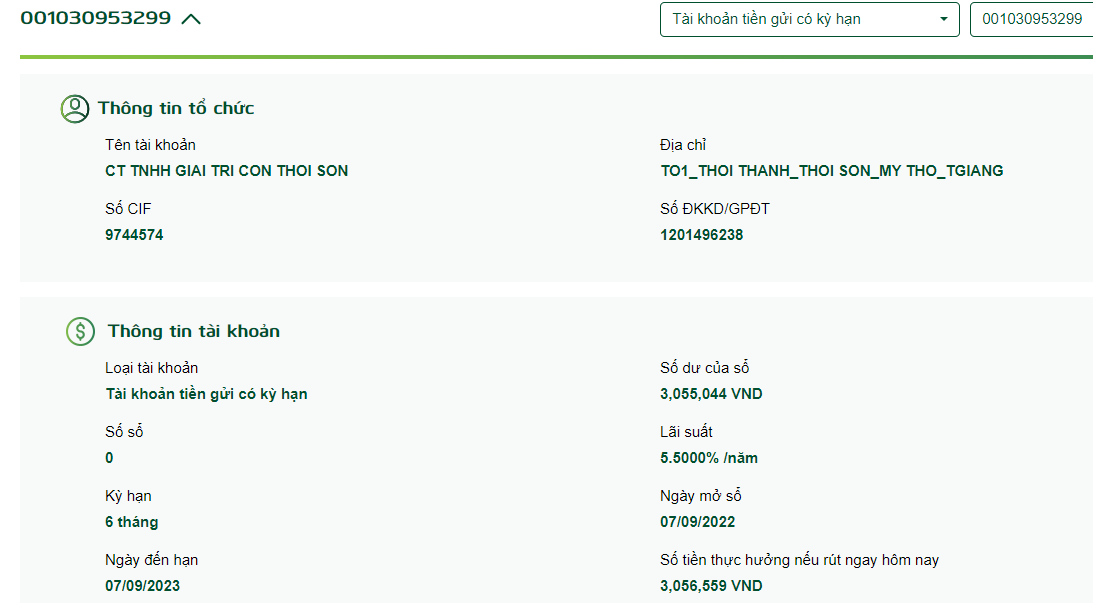 001030953299
Tài khoản tiền gửi có kỳ hạn
001030953299
Thông tin tổ chức
Tên tài khoản
CT TNHH GIAI TRI CON THOI SON
Địa chỉ
TO1_THOI THANH_THOI SON_MY THO_TGIANG
Số CIF
9744574
Số ĐKKD/GPĐT
1201496238
Thông tin tài khoản
Loại tài khoản
Tài khoản tiền gửi có kỳ hạn
Số dư của sổ
3,055,044 VND
Số sổ
0
Lãi suất
5.5000% /năm
Kỳ hạn
6 tháng
Ngày mở sổ
07/09/2022
Ngày đến hạn
07/09/2023
Số tiền thực hưởng nếu rút ngay hôm nay
3,056,559 VND